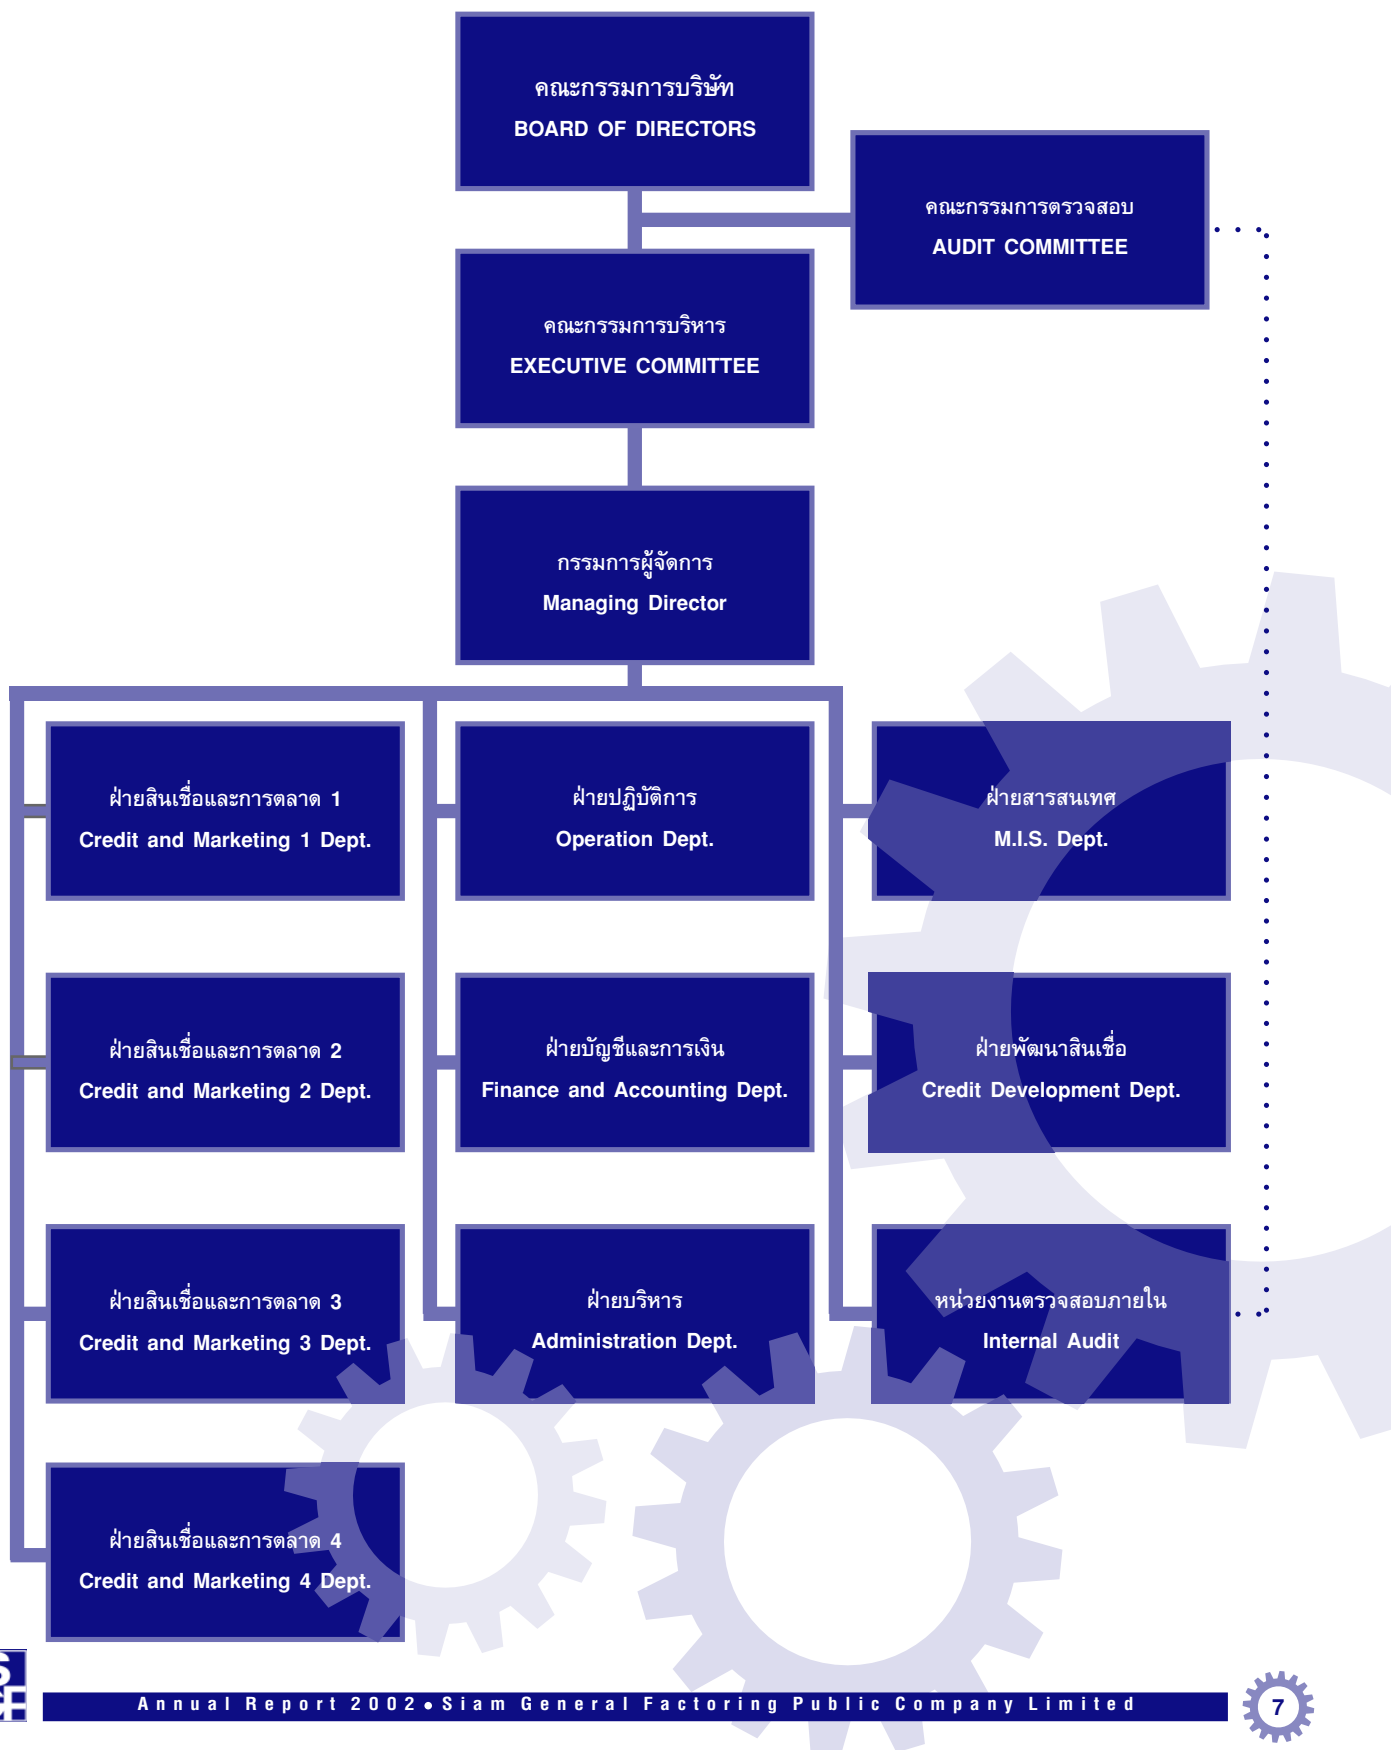 คณะกรรมการบริษัท
BOARD OF DIRECTORS
คณะกรรมการตรวจสอบ
AUDIT COMMITTEE
คณะกรรมการบริหาร
EXECUTIVE COMMITTEE
กรรมการผู้จัดการ
Managing Director
ฝ่ายสินเชื่อและการตลาด 1
Credit and Marketing 1 Dept.
ฝ่ายปฏิบัติการ
Operation Dept.
ฝ่ายสารสนเทศ
M.I.S. Dept.
ฝ่ายสินเชื่อและการตลาด 2
Credit and Marketing 2 Dept.
ฝ่ายบัญชีและการเงิน
Finance and Accounting Dept.
ฝ่ายพัฒนาสินเชื่อ
Credit Development Dept.
ฝ่ายสินเชื่อและการตลาด 3
Credit and Marketing 3 Dept.
ฝ่ายบริหาร
Administration Dept.
หน่วยงานตรวจสอบภายใน
Internal Audit
ฝ่ายสินเชื่อและการตลาด 4
Credit and Marketing 4 Dept.
Annual Report 2002 • Siam General Factoring Public Company Limited
7